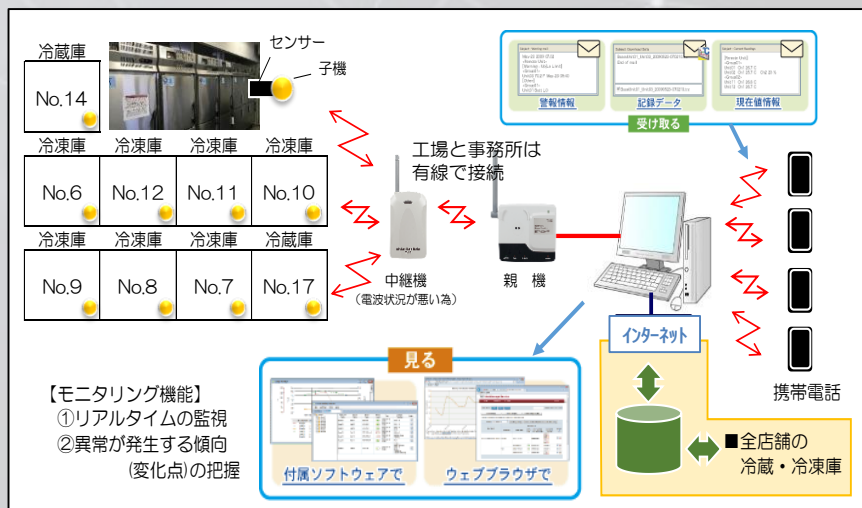 冷蔵庫
No.14
センサー
子機
冷凍庫
冷凍庫
冷凍庫
冷凍庫
No.6
No.12
No.11
No.10
冷凍庫
冷凍庫
冷凍庫
冷蔵庫
No.9
No.8
No.7
No.17
工場と事務所は
有線で接続
中継機
(電波状況が悪い為)
親 機
警報情報
記録データ
現在値情報
受け取る
携帯電話
インターネット
■全店舗の
冷蔵・冷凍庫
見る
付属ソフトウェアで
ウェブブラウザで
【モニタリング機能】
①リアルタイムの監視
②異常が発生する傾向
(変化点)の把握